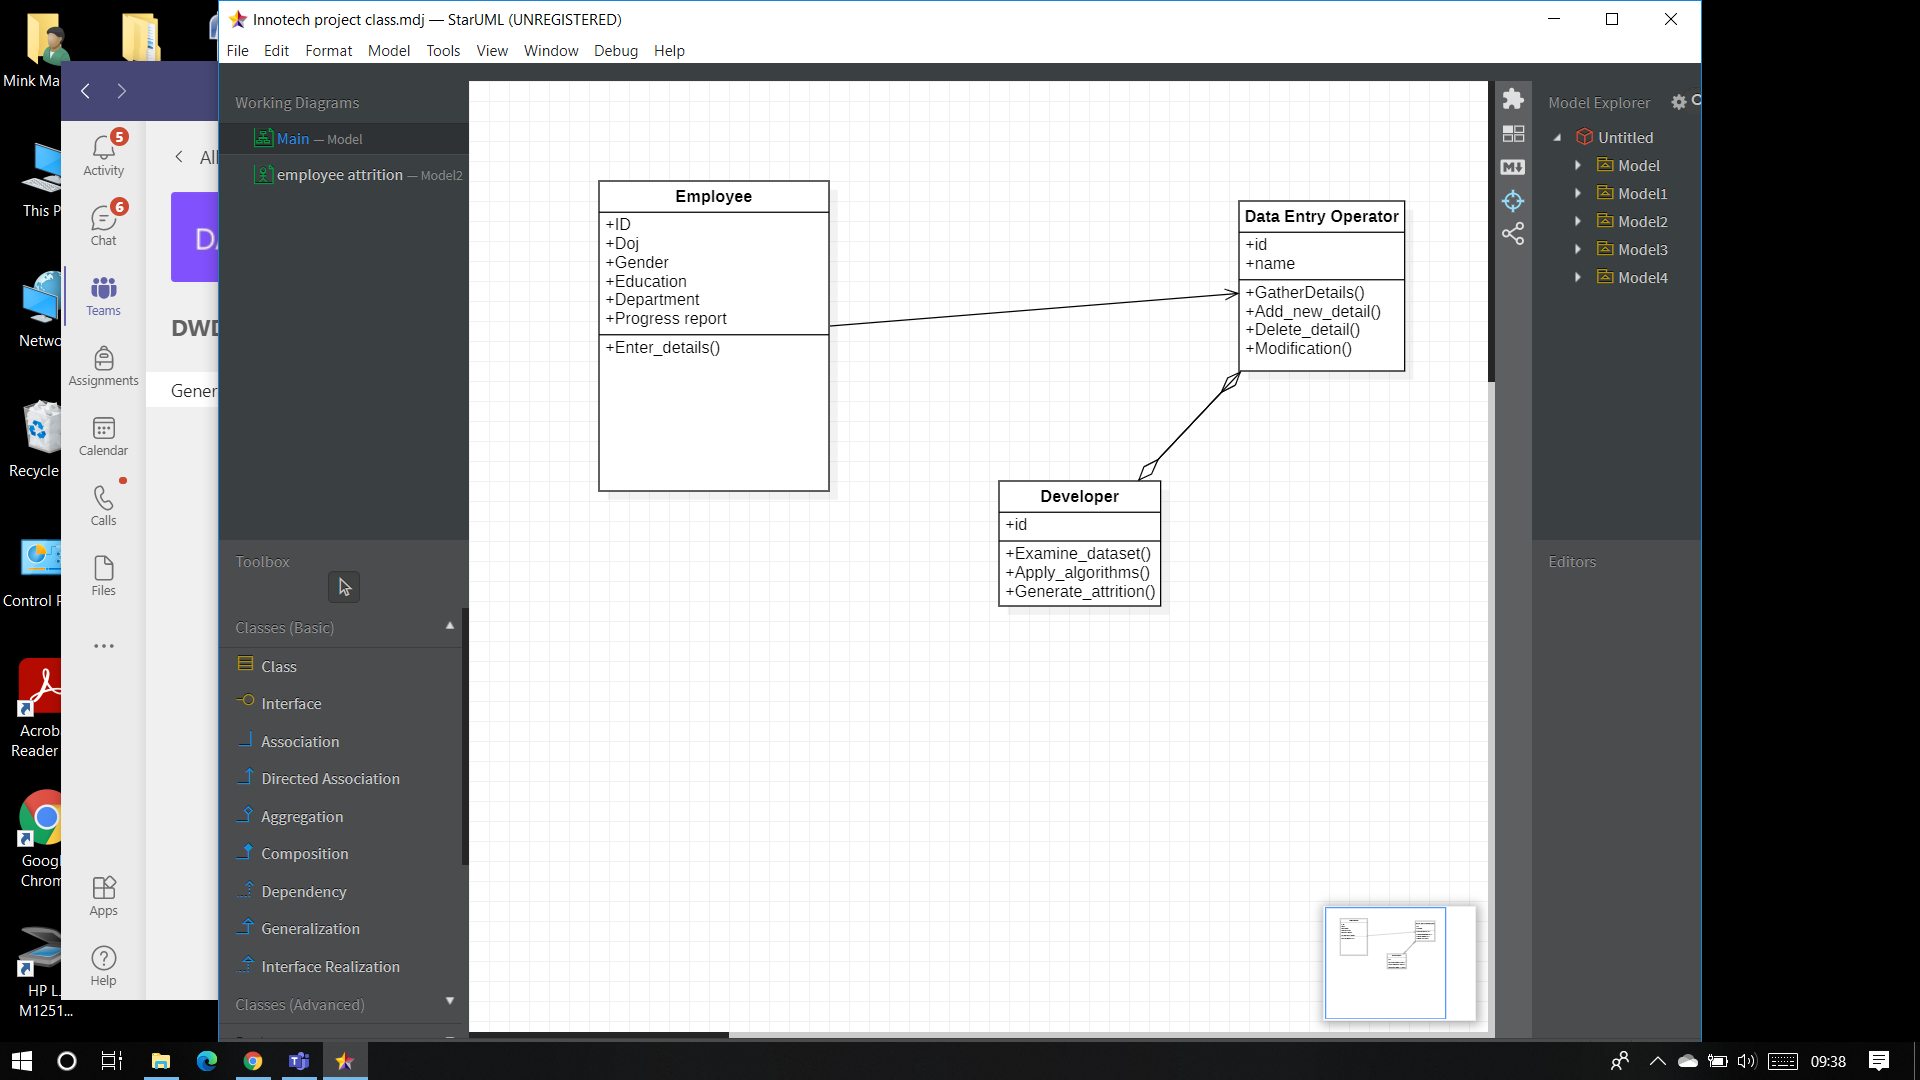 Innotech project class.mdj — StarUML (UNREGISTERED)
File Edit Format Model Tools View Window Debug Help
Mink Ma
This P
Netwo
Recycle
Control P
Acrob
Reader
Googl
Chrom
HP L
M1251...
5
Activity
6
Chat
Teams
Assignments
Calendar
Calls
Files
...
Apps
Help
All
DA
DWD
Gener
Working Diagrams
Main — Model
employee attrition — Model2
Toolbox
Classes (Basic)
Class
Interface
Association
Directed Association
Aggregation
Composition
Dependency
Generalization
Interface Realization
Classes (Advanced)
Employee
+ID
+Doj
+Gender
+Education
+Department
+Progress report
+Enter_details()
Data Entry Operator
+id
+name
+GatherDetails()
+Add_new_detail()
+Delete_detail()
+Modification()
Developer
+id
+Examine_dataset()
+Apply_algorithms()
+Generate_attrition()
M
Model Explorer
Untitled
Model
Model1
Model2
Model3
Model4
Editors
09:38